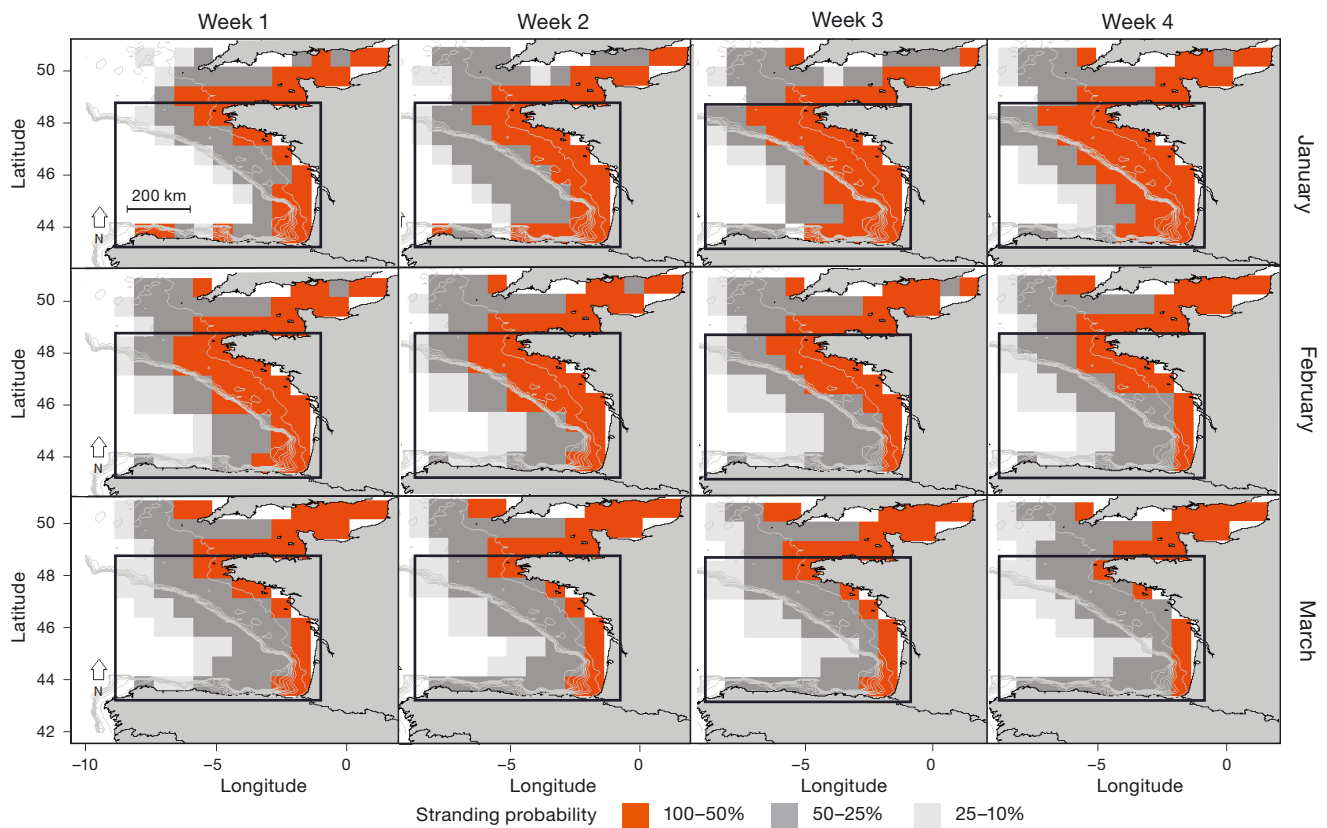 Week 1 Week 2 Week 3 Week 4
50
48
46
44
Latitude
200 km
N
January
50
48
46
44
Latitude
N
February
50
48
46
44
42
Latitude
N
March
−10 −5 0 −5 0 −5 0 −5 0
Longitude Longitude Longitude Longitude
Stranding probability 100–50% 50–25% 25–10%